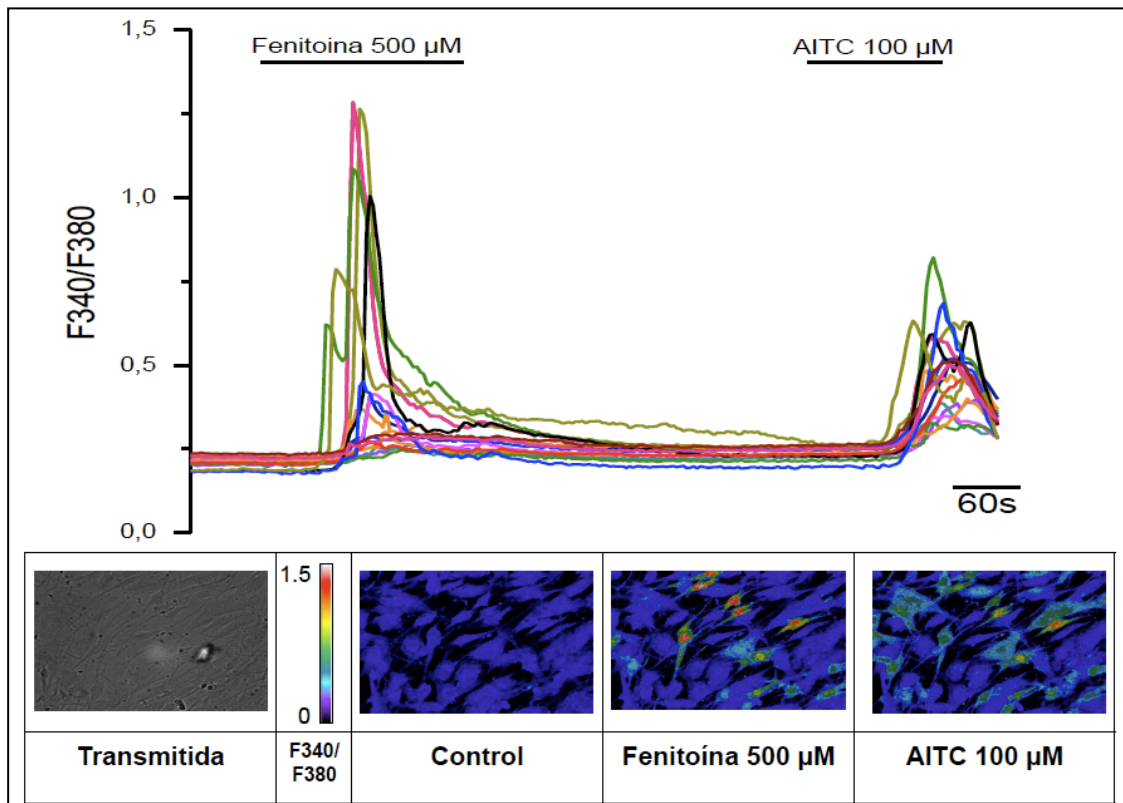 1,5
Fenitoina 500 µM
AITC 100 µM
1,0
F340/F380
0,5
60s
0,0
1.5
0
Transmitida
F340/
F380
Control
Fenitoína 500 µM
AITC 100 µM